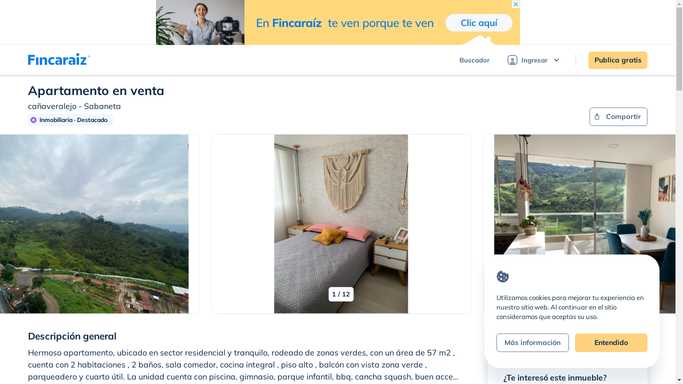 En Fincaraíz te ven porque te ven
Clic aquí
Fincaraíz
Buscador
Ingresar
Publica gratis
Apartamento en venta
cañaveralejo - Sabaneta
Inmobiliaria · Destacado
Compartir
1 / 12
Utilizamos cookies para mejorar tu experiencia en
nuestro sitio web. Al continuar en el sitio
consideramos que aceptas su uso.
Más información
Entendido
Descripción general
Hermoso apartamento, ubicado en sector residencial y tranquilo, rodeado de zonas verdes, con un área de 57 m2 ,
cuenta con 2 habitaciones , 2 baños, sala comedor, cocina integral , piso alto , balcón con vista zona verde ,
parqueadero y cuarto útil. La unidad cuenta con piscina, gimnasio, parque infantil, bbq, cancha squash, buen acce...
¿Te interesó este inmueble?